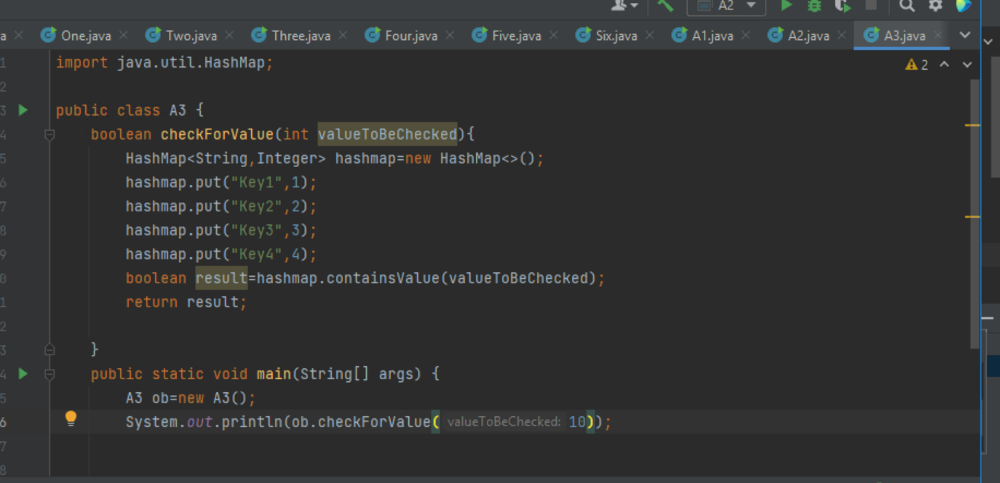 A2
a One.java Two.java Three.java Four.java Five.java Six.java A1.java A2.java A3.java
1 import java.util.HashMap; 2
2
3 public class A3 {
4 boolean checkForValue(int valueToBeChecked){
5 HashMap<String,Integer> hashmap=new HashMap<>();
6 hashmap.put("Key1",1);
7 hashmap.put("Key2",2);
8 hashmap.put("Key3",3);
9 hashmap.put("Key4",4);
0 boolean result=hashmap.containsValue(valueToBeChecked);
1 return result;
2
3 }
4 public static void main(String[] args) {
5 A3 ob=new A3();
6 System.out.println(ob.checkForValue( valueToBeChecked: 10));
7
8